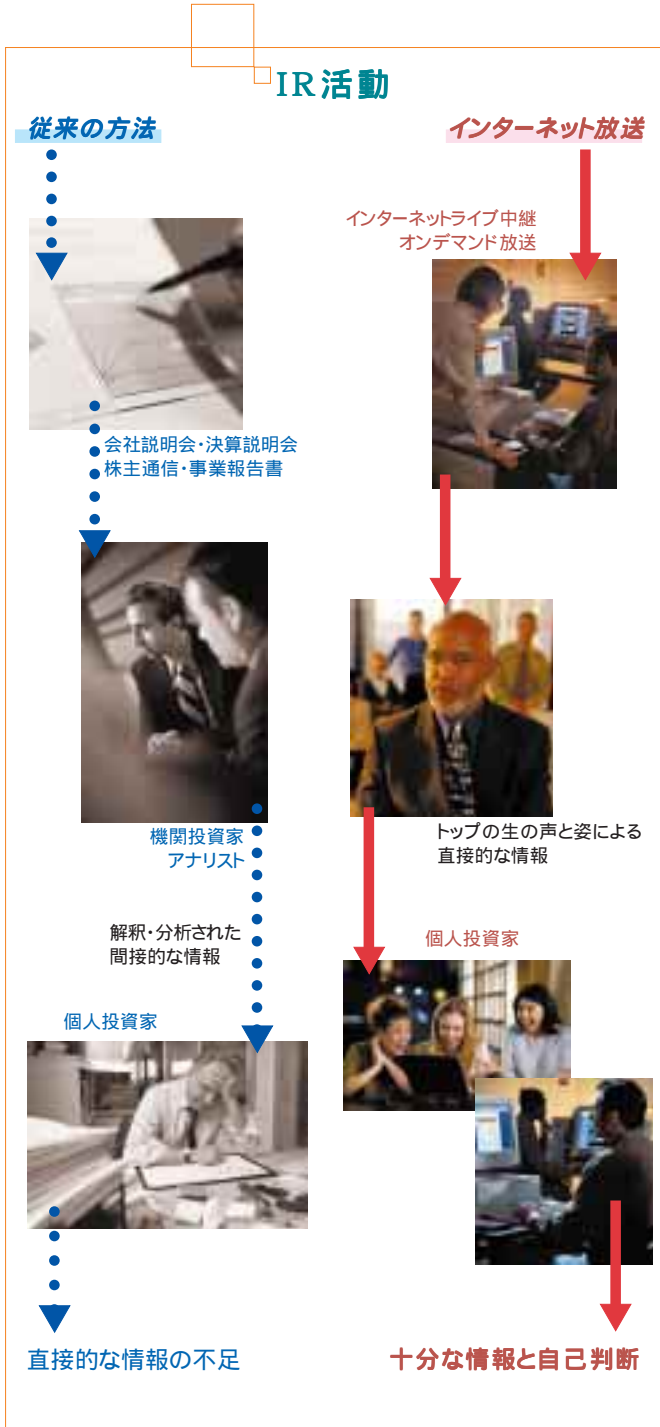 IR活動
従来の方法
会社説明会・決算説明会
株主通信・事業報告書
機関投資家
アナリスト
解釈・分析された
間接的な情報
個人投資家
直接的な情報の不足
インターネット放送
インターネットライブ中継
オンデマンド放送
トップの生の声と姿による
直接的な情報
個人投資家
十分な情報と自己判断